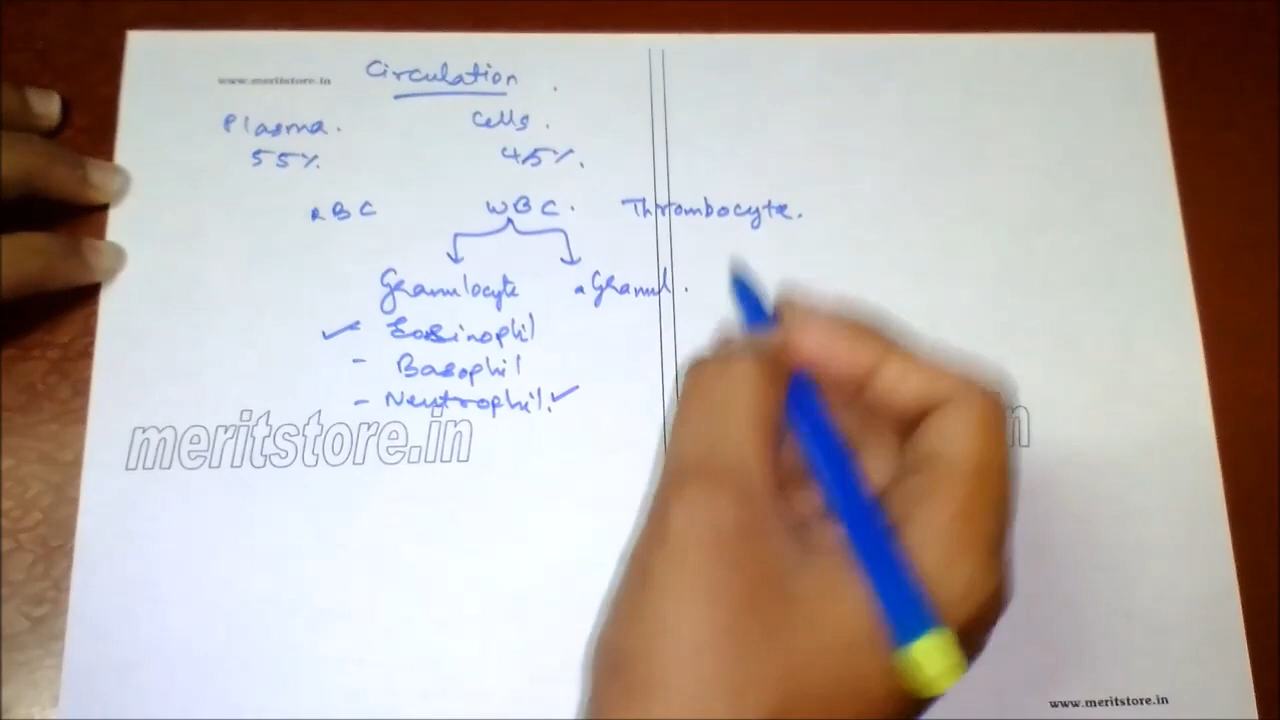 www.meritstore.in Circulation .
Plasma. Cells.
55% 45%.
RBC WBC. Thrombocyte.
Granulocyte aGranul.
✓ Eosinophil
- Basophil
- Neutrophil. ✓
meritstore.in
www.meritstore.in